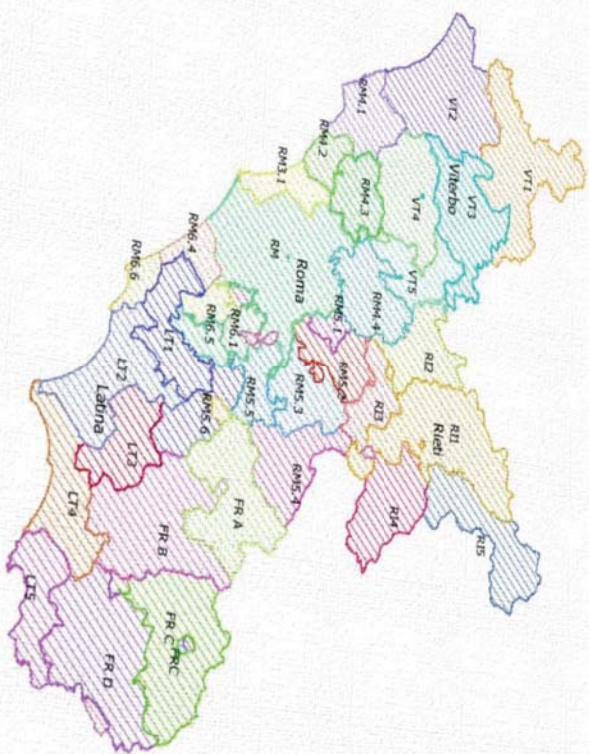 VT1
VT2
VT3
Viterbo
VT4
VT5
RM4.1
RM4.2
RM4.3
RM4.4
RM3.1
RM
Roma
RM5.1
RM5.2
RM5.3
RM5.4
RM5.5
RM5.6
RM6.1
RM6.4
RM6.5
RM6.6
RI1
Rieti
RI2
RI3
RI4
RI5
LT1
LT2
Latina
LT3
LT4
LT5
FR A
FR B
FR C
FRC
FR D